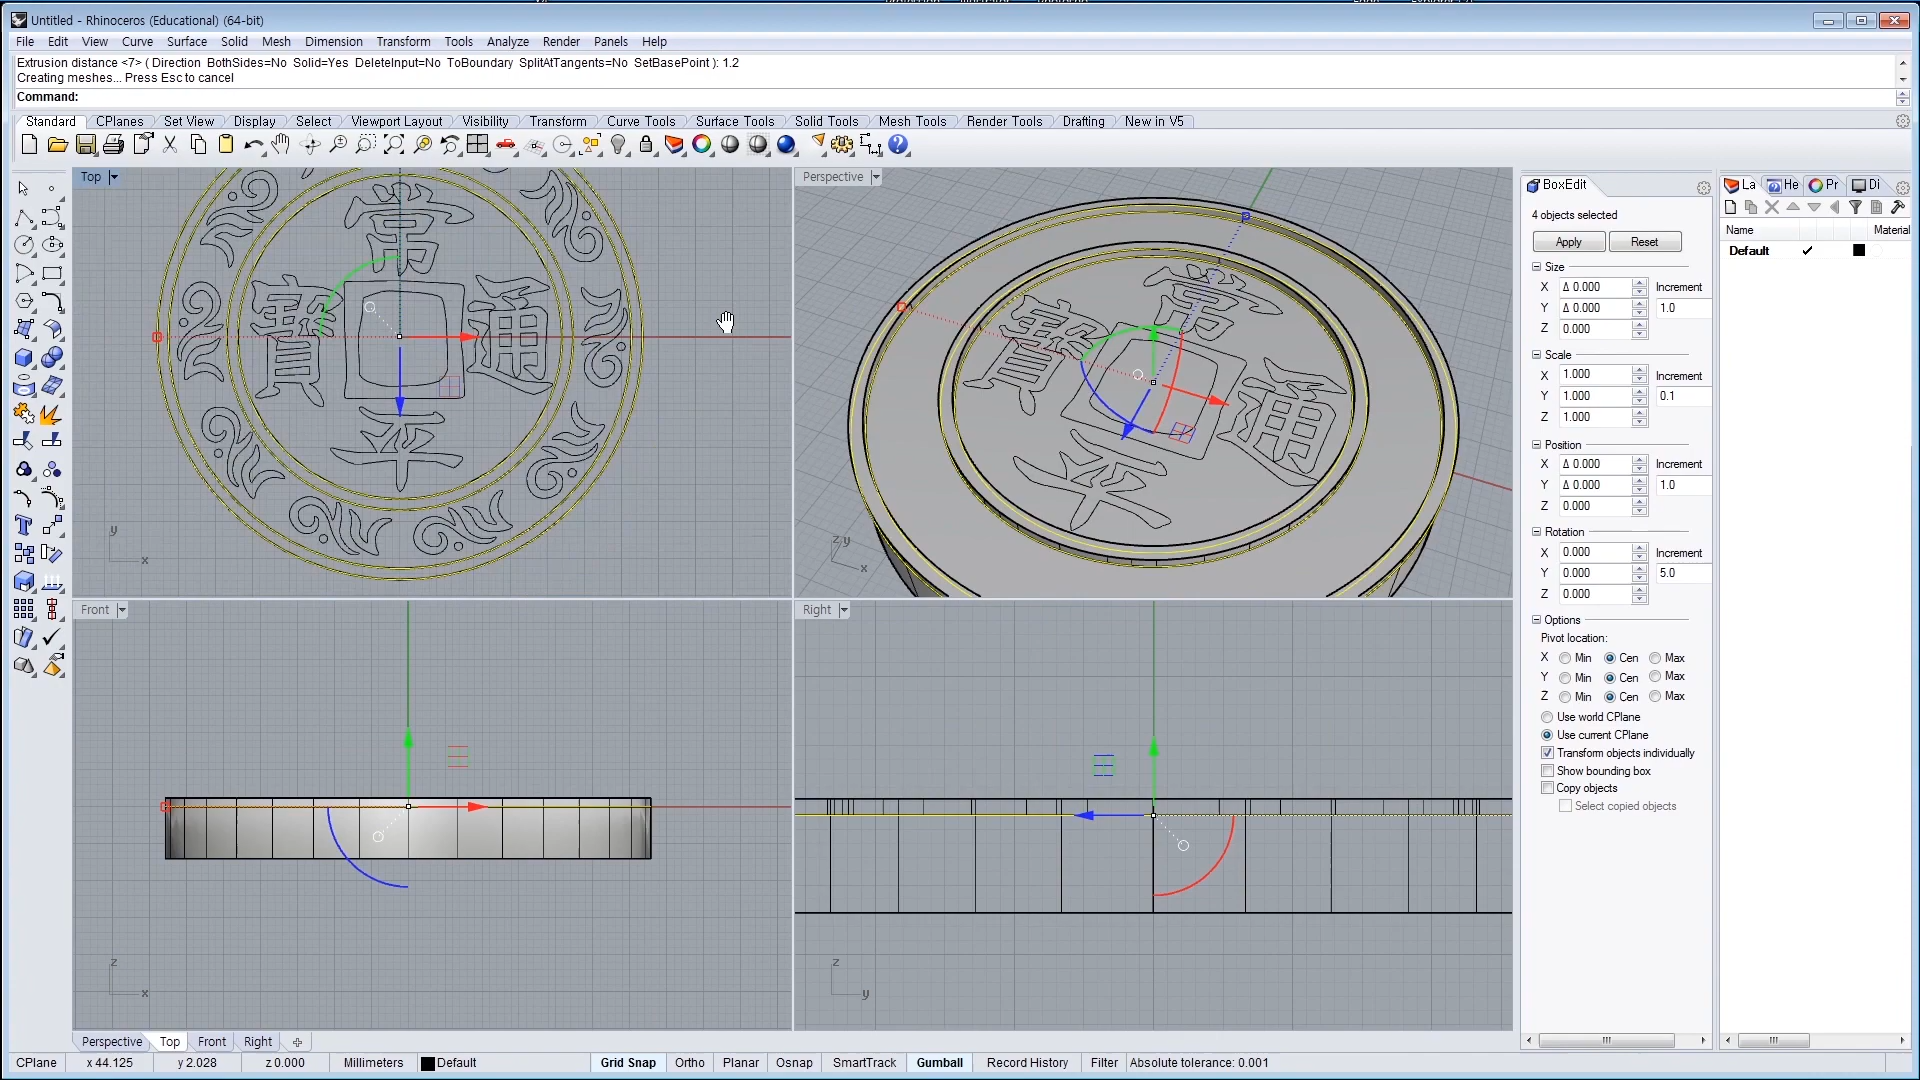 Untitled - Rhinoceros (Educational) (64-bit)
File Edit View Curve Surface Solid Mesh Dimension Transform Tools Analyze Render Panels Help
Extrusion distance <7> ( Direction BothSides=No Solid=Yes DeleteInput=No ToBoundary SplitAtTangents=No SetBasePoint ): 1.2
Creating meshes... Press Esc to cancel
Command:
Standard CPlanes Set View Display Select Viewport Layout Visibility Transform Curve Tools Surface Tools Solid Tools Mesh Tools Render Tools Drafting New in V5
Top
常
寶 通
平
y
x
Perspective
常
寶 通
平
z y
x
Front
z
x
Right
z
y
BoxEdit
4 objects selected
Apply Reset
Size
X Δ 0.000 Increment
Y Δ 0.000 1.0
Z 0.000
Scale
X 1.000 Increment
Y 1.000 0.1
Z 1.000
Position
X Δ 0.000 Increment
Y Δ 0.000 1.0
Z 0.000
Rotation
X 0.000 Increment
Y 0.000 5.0
Z 0.000
Options
Pivot location:
X Min Cen Max
Y Min Cen Max
Z Min Cen Max
Use world CPlane
Use current CPlane
Transform objects individually
Show bounding box
Copy objects
Select copied objects
La He Pr Di
Name Material
Default
Perspective Top Front Right
CPlane x 44.125 y 2.028 z 0.000 Millimeters Default Grid Snap Ortho Planar Osnap SmartTrack Gumball Record History Filter Absolute tolerance: 0.001